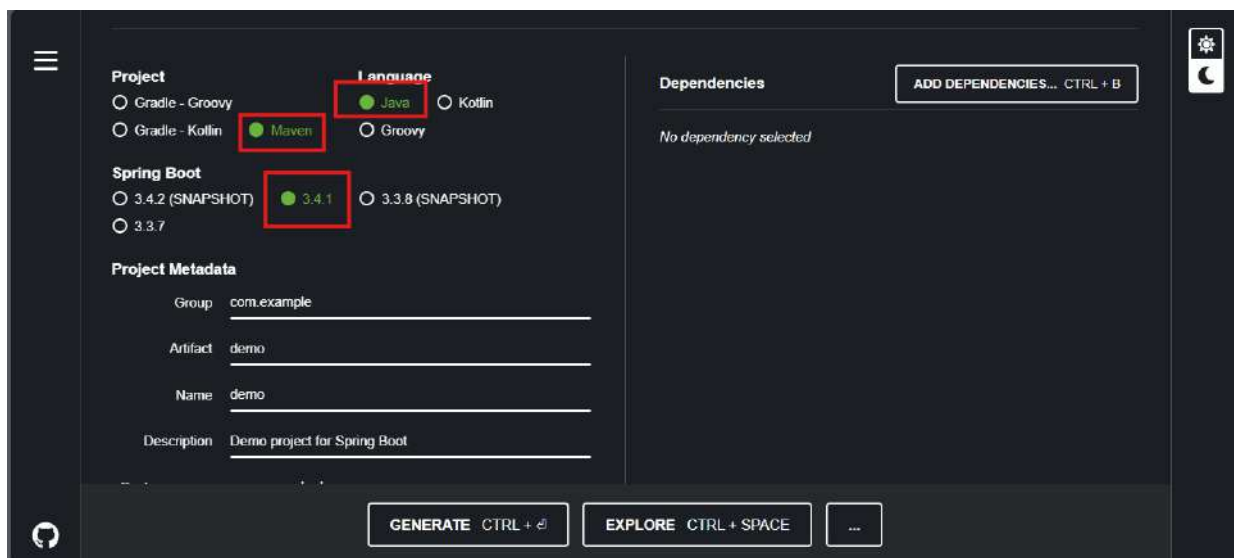 Project
Gradle - Groovy
Gradle - Kotlin Maven
Language
Java Kotlin
Groovy
Spring Boot
3.4.2 (SNAPSHOT) 3.4.1 3.3.8 (SNAPSHOT)
3.3.7
Project Metadata
Group com.example
Artifact demo
Name demo
Description Demo project for Spring Boot
Dependencies ADD DEPENDENCIES... CTRL + B
No dependency selected
GENERATE CTRL + ⏎ EXPLORE CTRL + SPACE ...